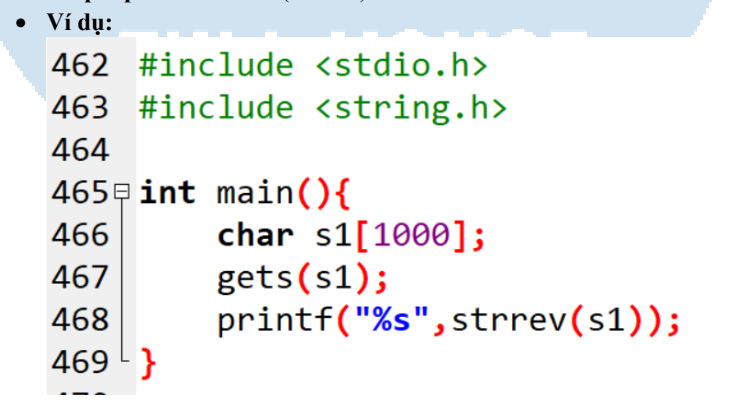 • Ví dụ:
462 #include <stdio.h>
463 #include <string.h>
464
465 int main(){
466 char s1[1000];
467 gets(s1);
468 printf("%s",strrev(s1));
469 }